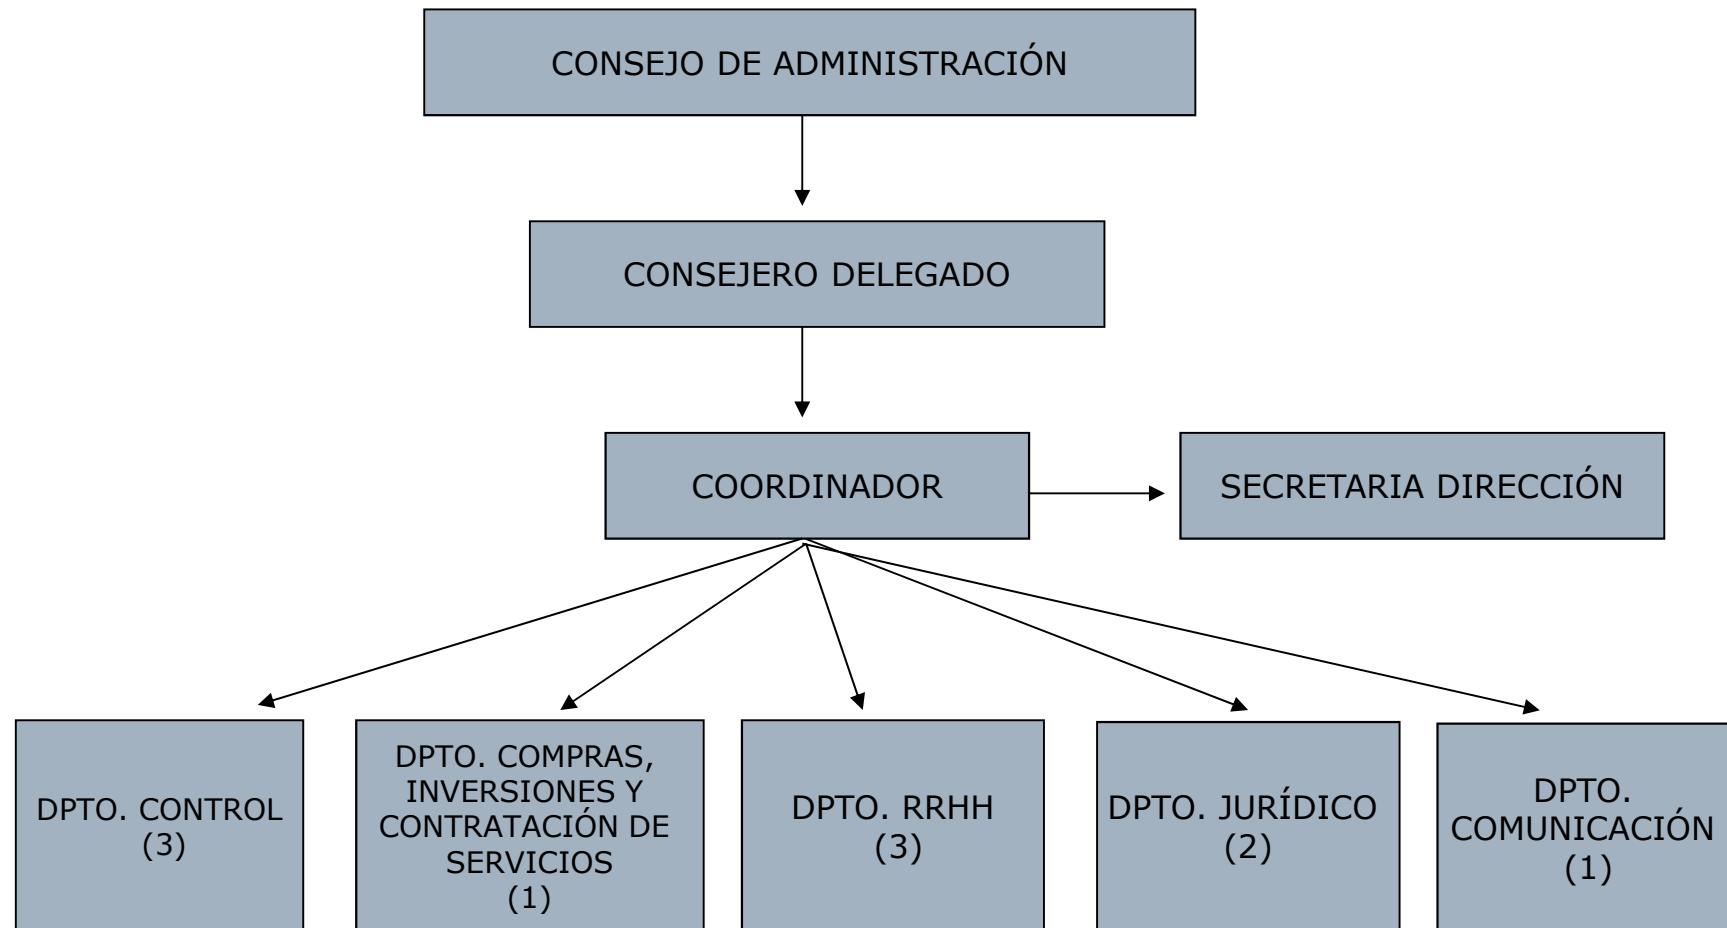 CONSEJO DE ADMINISTRACIÓN
CONSEJERO DELEGADO
COORDINADOR
SECRETARIA DIRECCIÓN
DPTO. CONTROL
(3)
DPTO. COMPRAS,
INVERSIONES Y
CONTRATACIÓN DE
SERVICIOS
(1)
DPTO. RRHH
(3)
DPTO. JURÍDICO
(2)
DPTO.
COMUNICACIÓN
(1)